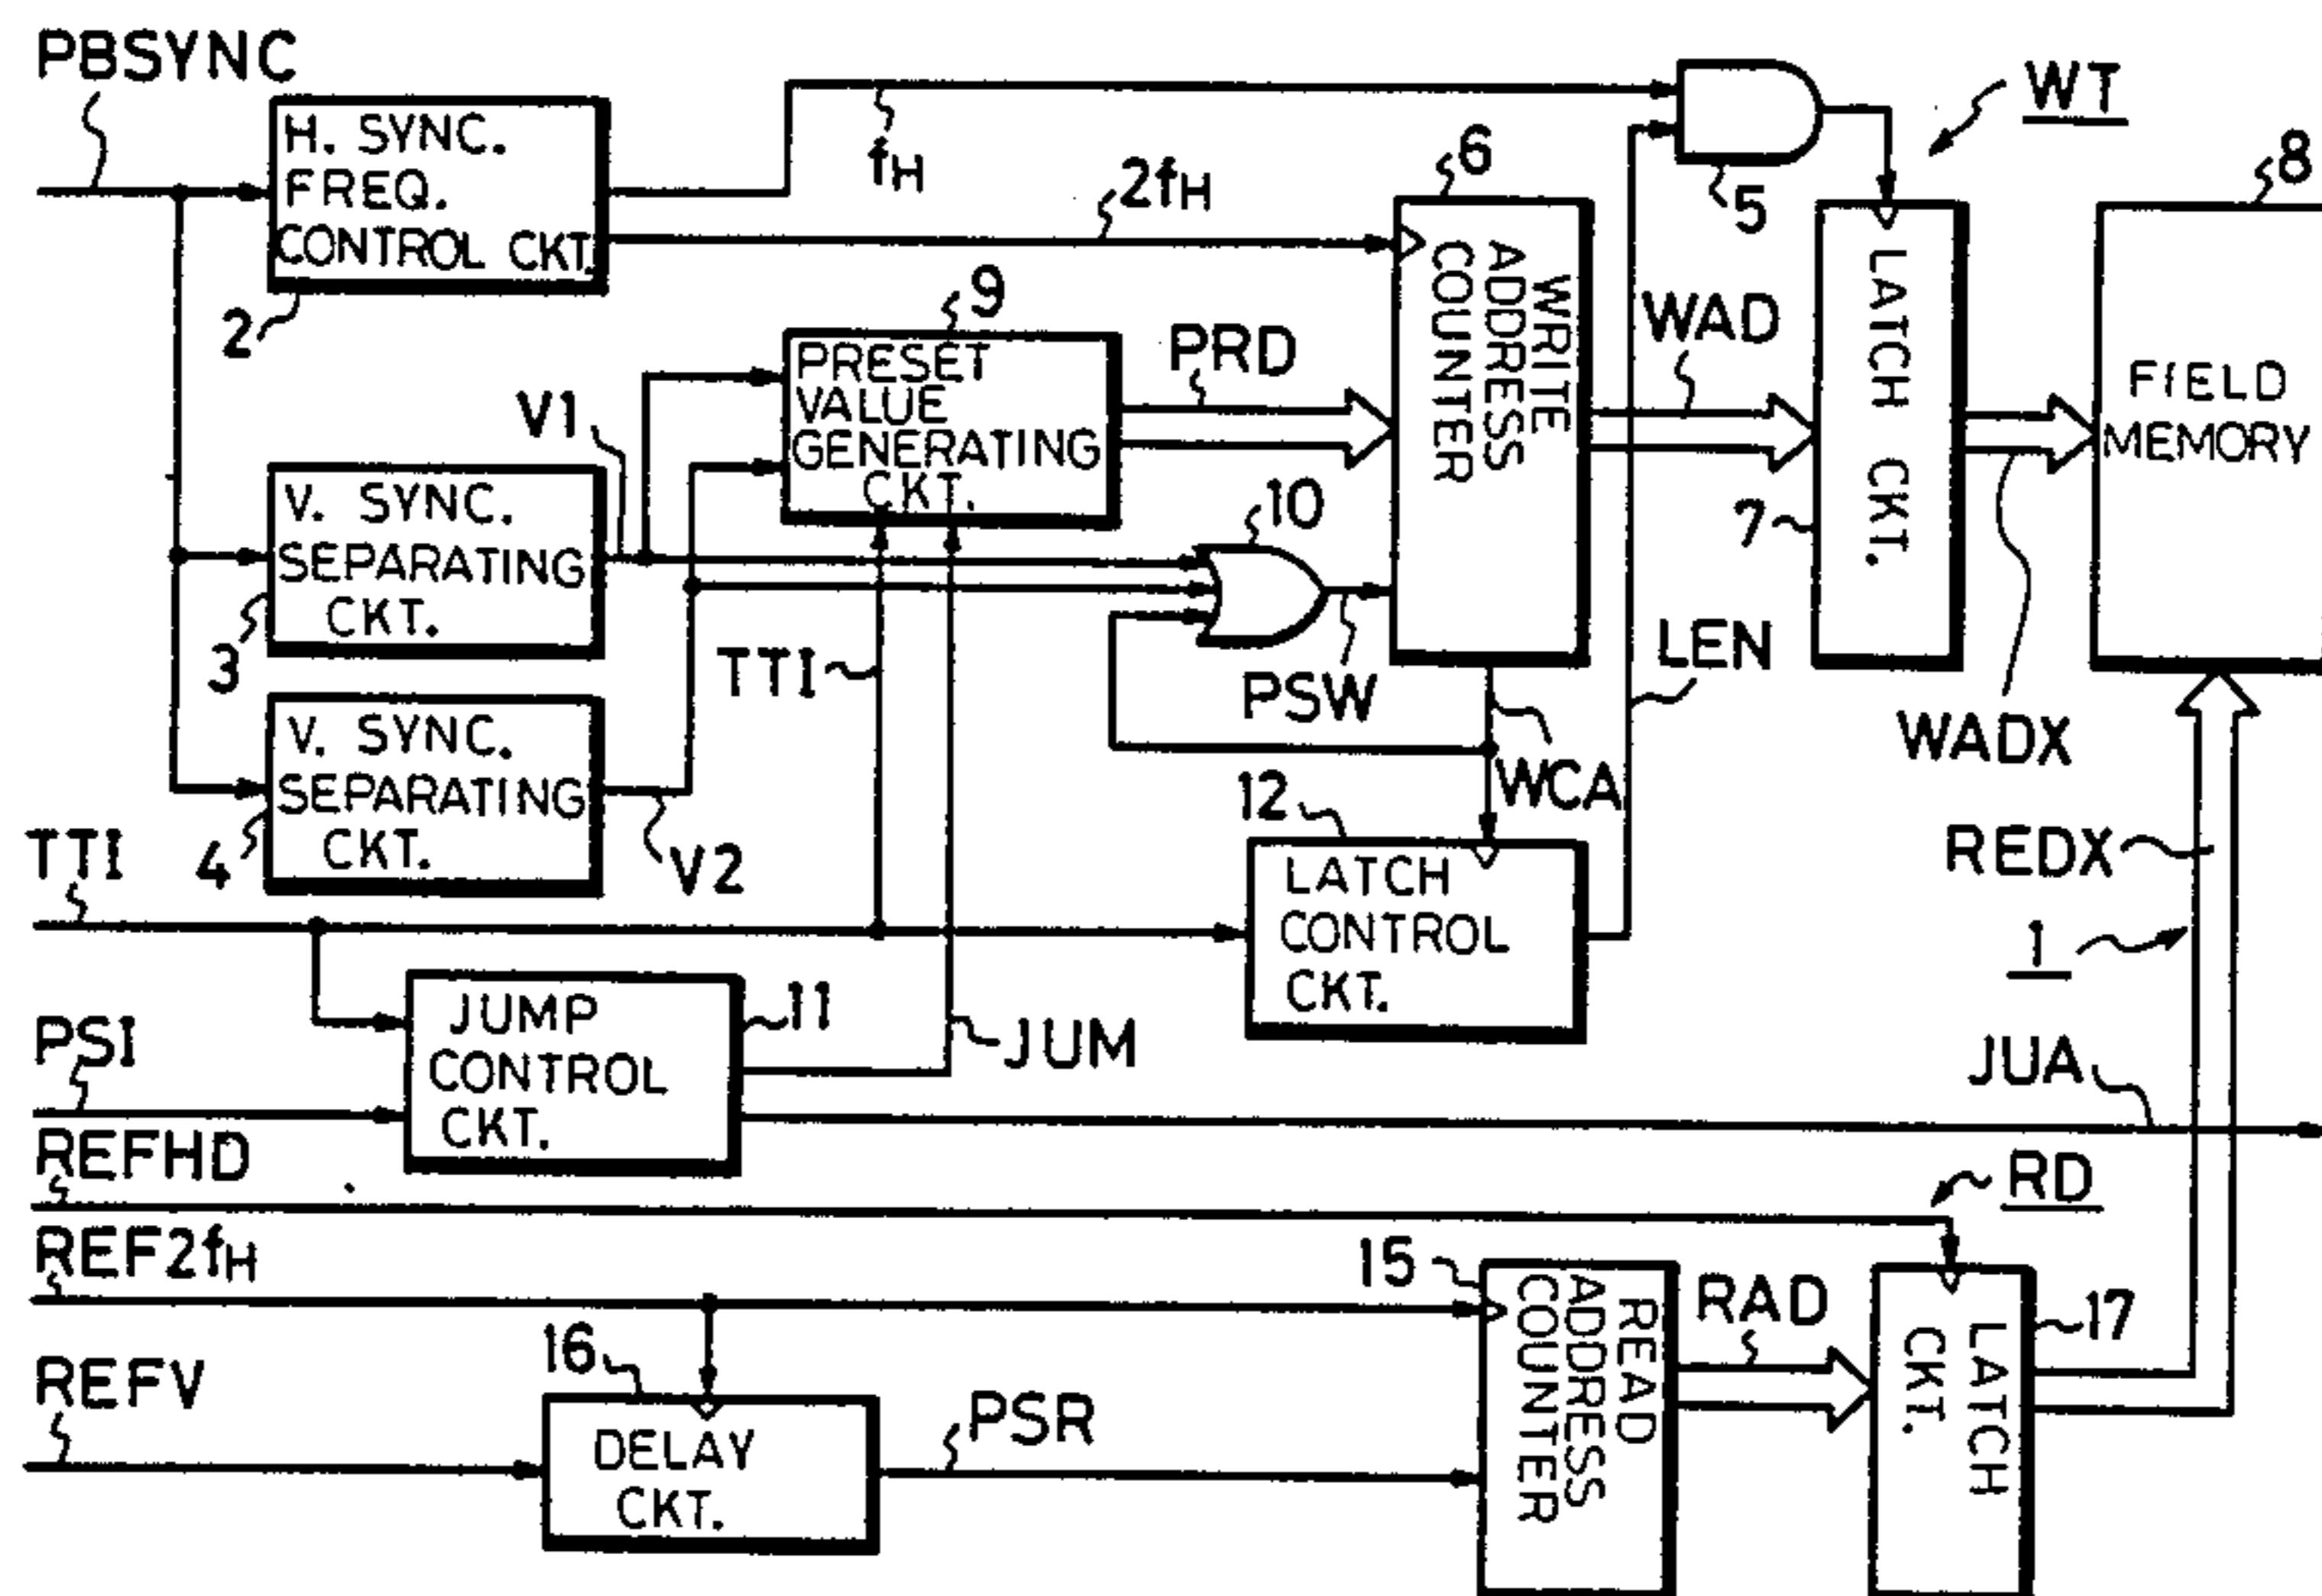 PBSYNC
H. SYNC.
FREQ.
CONTROL CKT.
2
fH
2fH
5
WT
6
WRITE
ADDRESS
COUNTER
WAD
7
LATCH CKT.
8
FIELD
MEMORY
WADX
9
PRESET
VALUE
GENERATING
CKT.
PRD
V1
V. SYNC.
SEPARATING
CKT.
3
10
PSW
TTI
LEN
V. SYNC.
SEPARATING
CKT.
4
V2
WCA
12
LATCH
CONTROL
CKT.
TTI
REDX
1
JUMP
CONTROL
CKT.
11
JUM
PSI
JUA
REFHD
RD
REF2fH
15
READ
ADDRESS
COUNTER
RAD
LATCH
CKT.
17
16
REFV
DELAY
CKT.
PSR